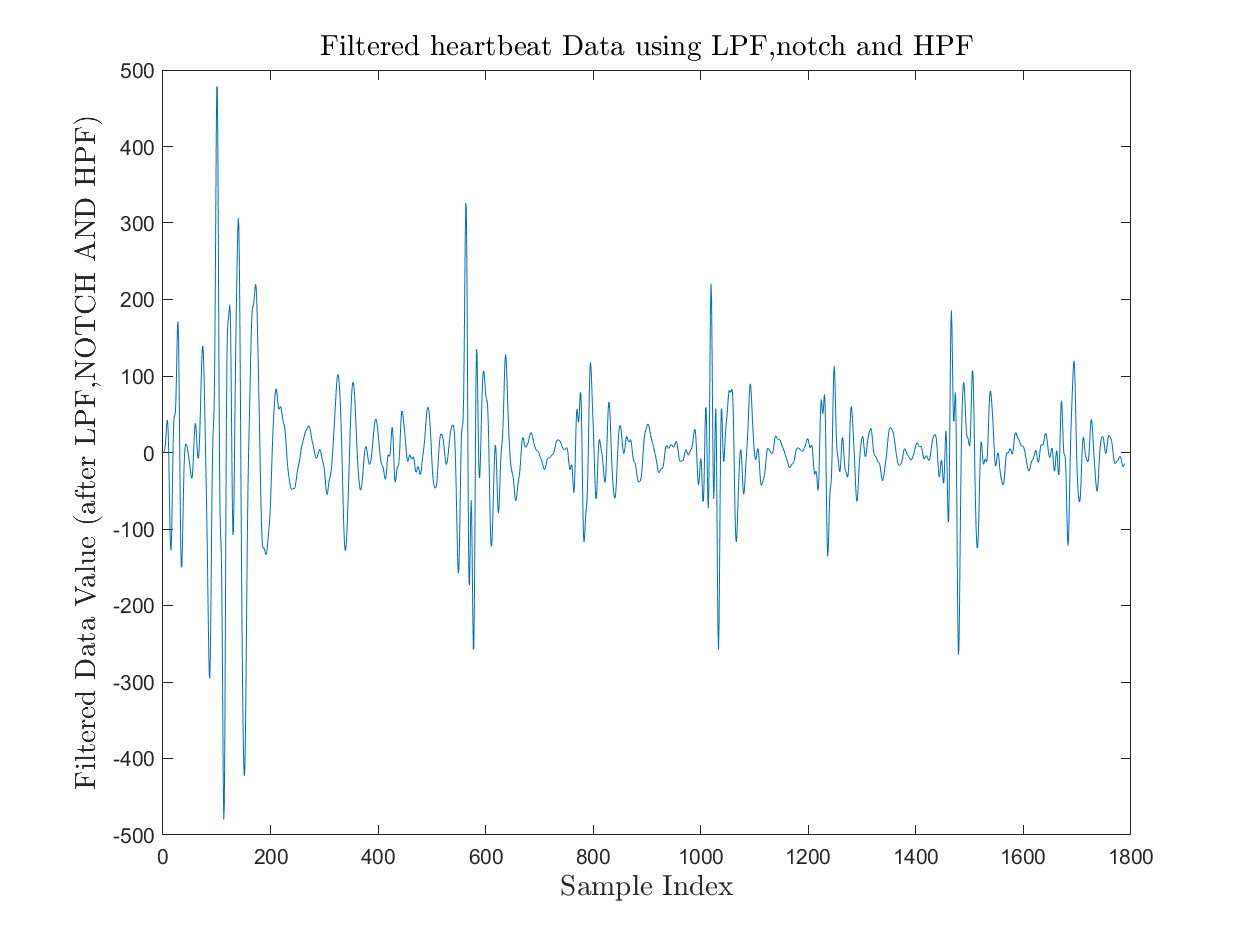 Filtered heartbeat Data using LPF,notch and HPF
Filtered Data Value (after LPF,NOTCH AND HPF)
500
400
300
200
100
0
-100
-200
-300
-400
-500
0 200 400 600 800 1000 1200 1400 1600 1800
Sample Index